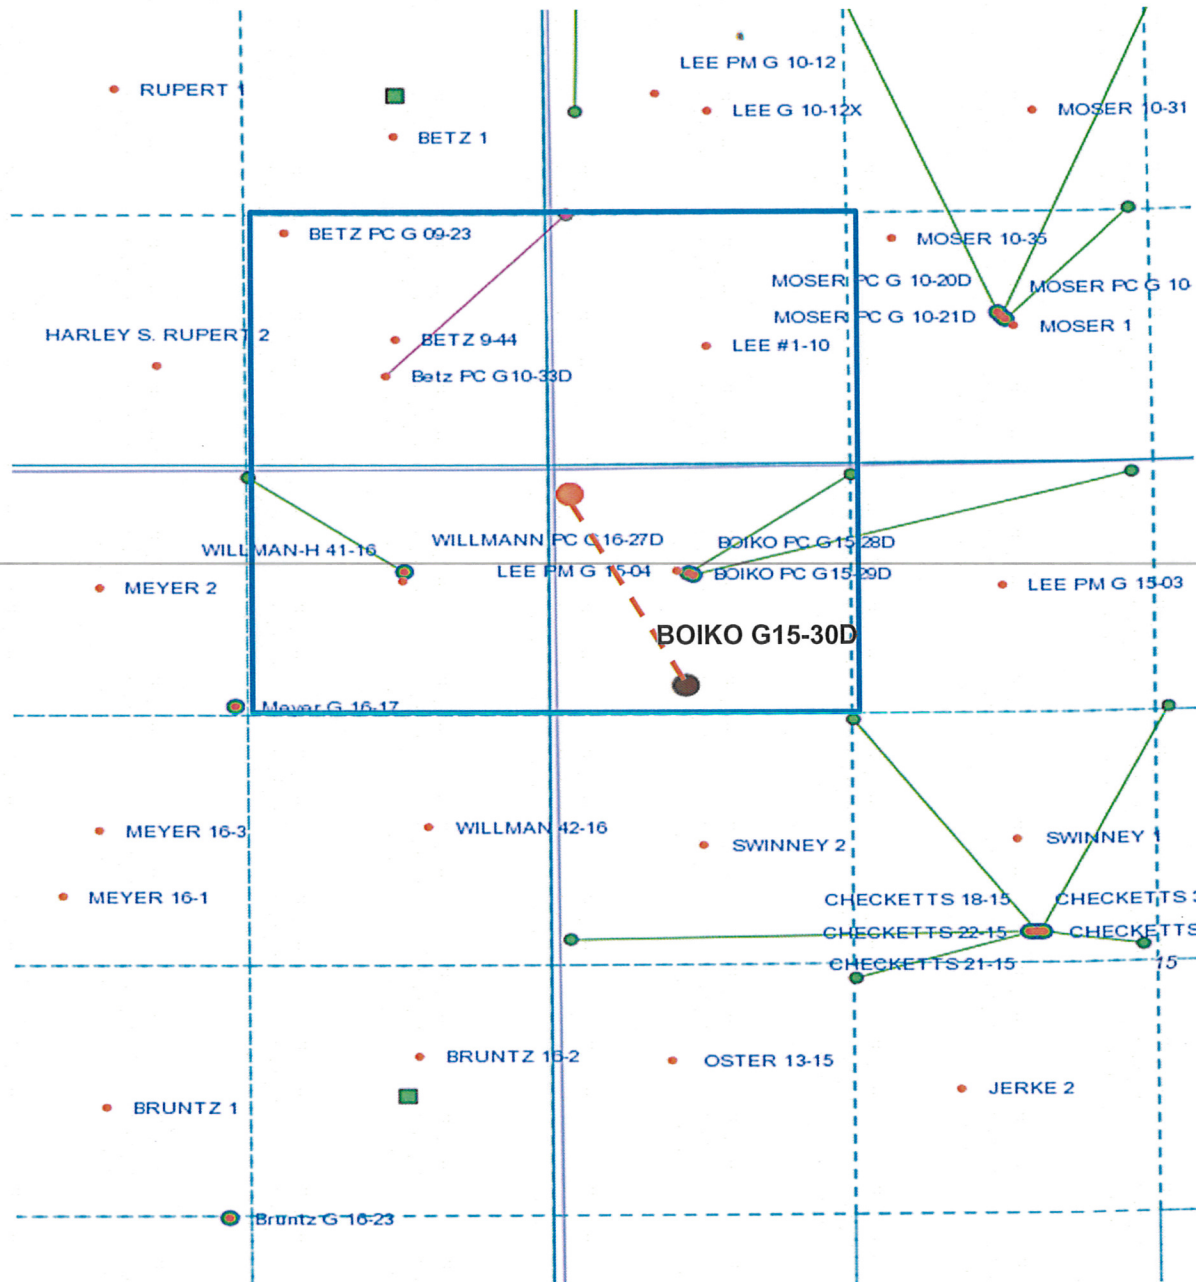 LEE PM G 10-12
RUPERT 1
LEE G 10-12X
MOSER 10-31
BETZ 1
BETZ PC G 09-23
MOSER 10-35
MOSER PC G 10-20D
MOSER PC G 10-
MOSER PC G 10-21D
MOSER 1
HARLEY S. RUPERT 2
BETZ 9-44
LEE #1-10
Betz PC G10-33D
WILLMANN PC G16-27D
BOIKO PC G15-28D
WILLMAN-H 41-16
LEE PM G 15-04
BOIKO PC G15-29D
MEYER 2
LEE PM G 15-03
BOIKO G15-30D
Meyer G 16-17
MEYER 16-3
WILLMAN 42-16
SWINNEY 2
SWINNEY 1
MEYER 16-1
CHECKETTS 18-15
CHECKETTS 3
CHECKETTS 22-15
CHECKETTS
CHECKETTS 21-15
15
BRUNTZ 16-2
OSTER 13-15
JERKE 2
BRUNTZ 1
Bruntz G 16-23